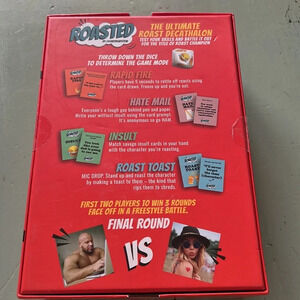 ROASTED
THE ULTIMATE
ROAST DECATHLON
TEST YOUR SKILLS AND BATTLE IT OUT
FOR THE TITLE OF ROAST CHAMPION
THROW DOWN THE DICE
TO DETERMINE THE GAME MODE
RAPID FIRE
Players have 5 seconds to rattle off insults using
the card drawn. Freeze up and you're out.
HATE MAIL
Everyone's a tough guy behind pen and paper.
Write your wittiest insult using the prompt.
It's anonymous so go HAM.
INSULT
Match savage insult cards in your hand
with the character you're roasting.
ROAST TOAST
MIC DROP. Stand up and roast the character
by making a toast to them – the kind that
rips them to shreds.
FIRST TWO PLAYERS TO WIN 3 ROUNDS
FACE OFF IN A FREESTYLE BATTLE.
FINAL ROUND
VS